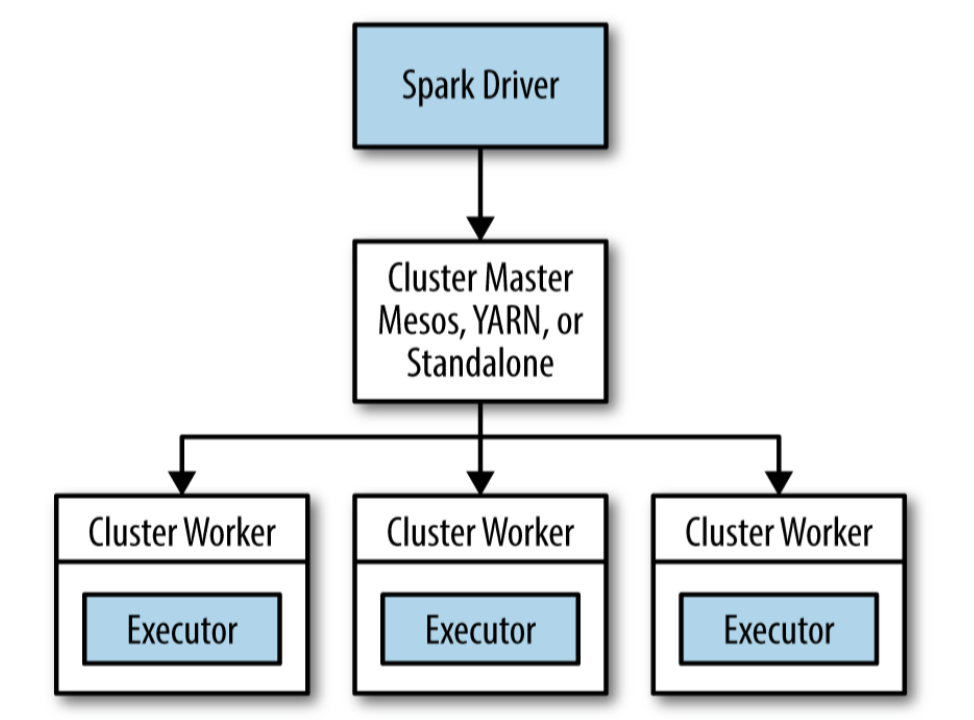 Spark Driver
Cluster Master
Mesos, YARN, or
Standalone
Cluster Worker
Executor
Cluster Worker
Executor
Cluster Worker
Executor